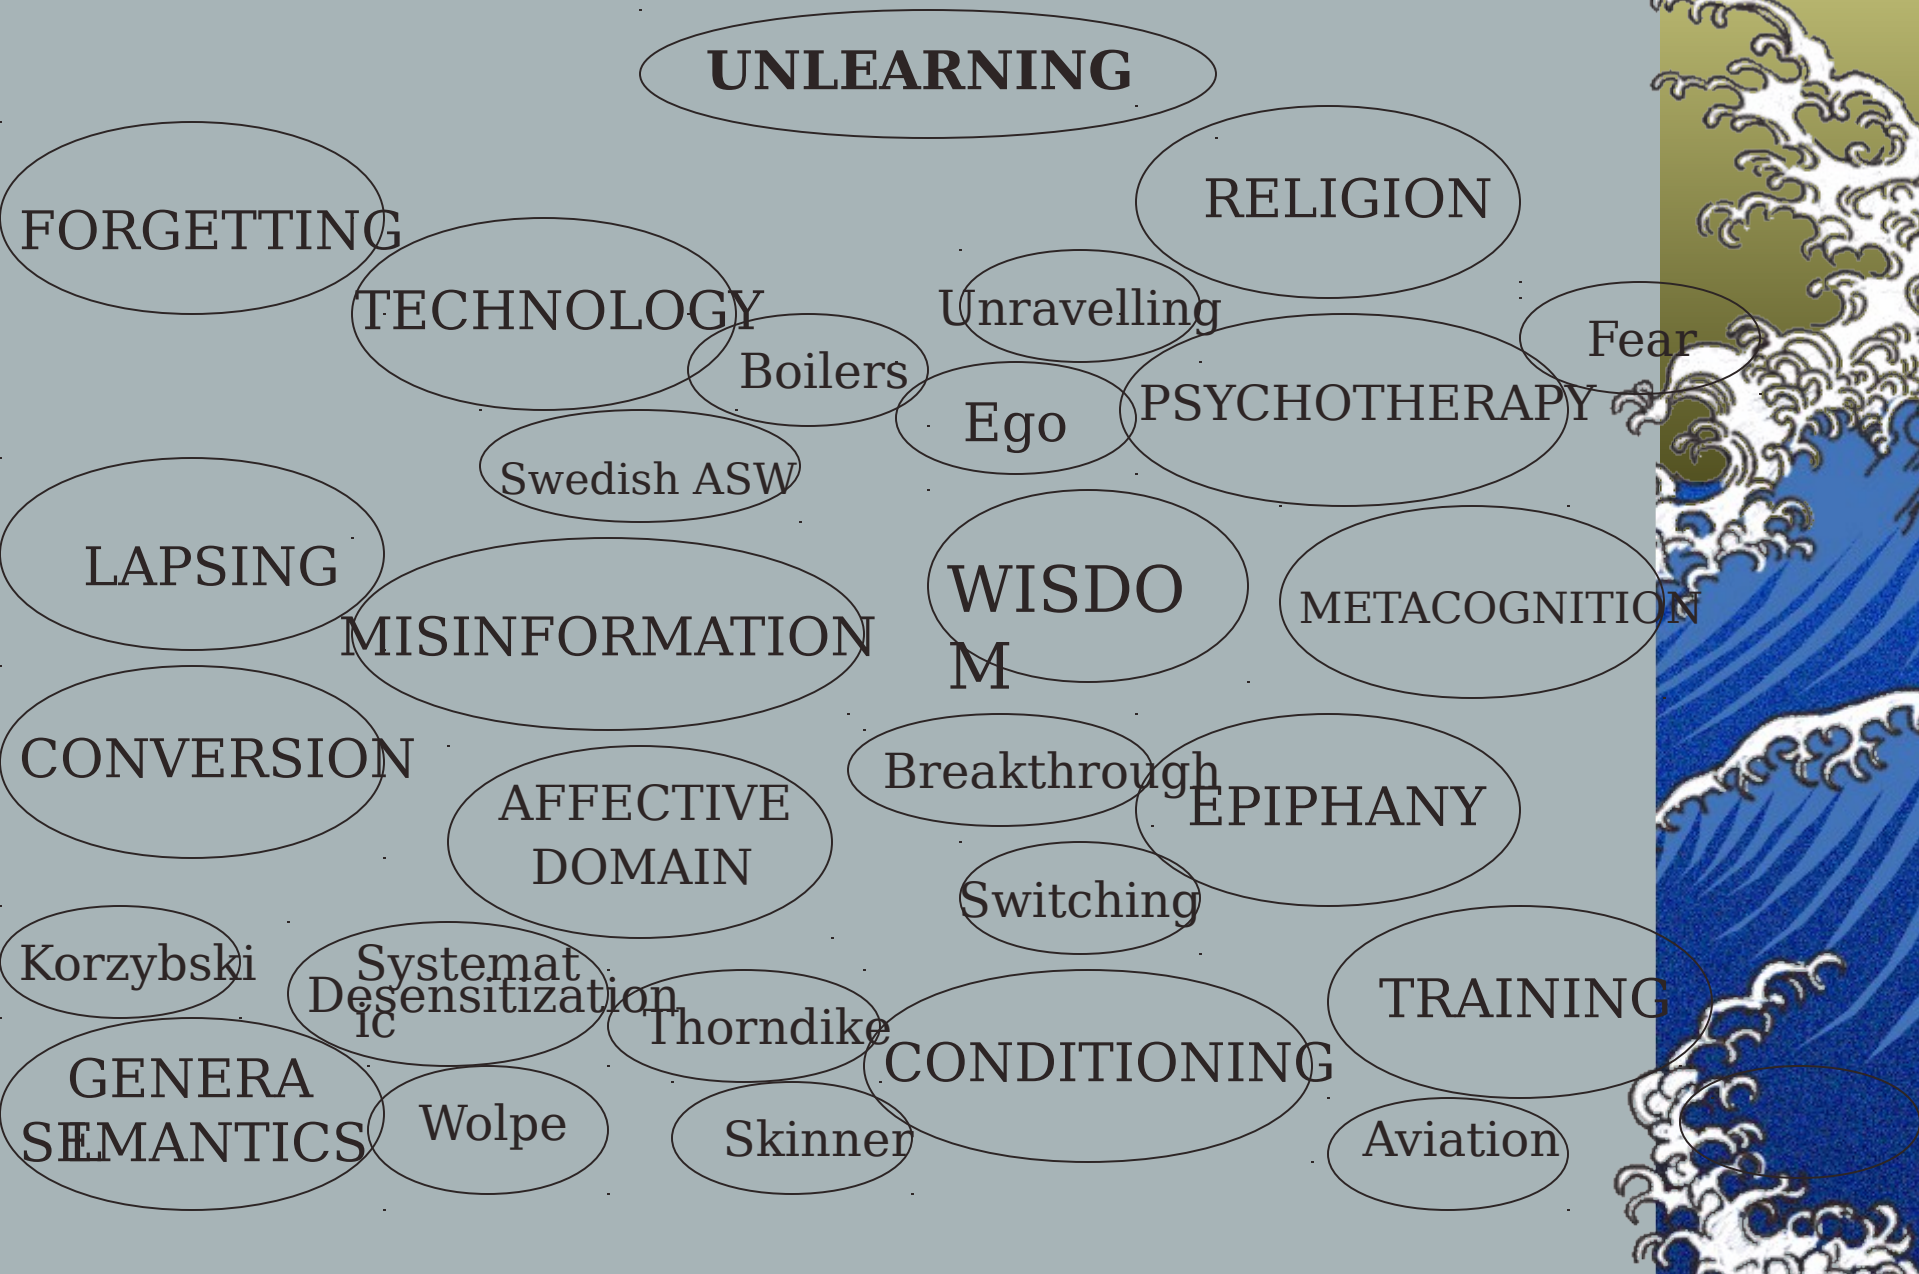 UNLEARNING
RELIGION
FORGETTING
TECHNOLOGY
Unravelling
Fear
Boilers
PSYCHOTHERAPY
Ego
Swedish ASW
LAPSING
WISDO
M
METACOGNITION
MISINFORMATION
CONVERSION
Breakthrough
EPIPHANY
AFFECTIVE
DOMAIN
Switching
Korzybski
Systemat
ic
Desensitization
Thorndike
TRAINING
CONDITIONING
GENERA
L
SEMANTICS
Wolpe
Skinner
Aviation